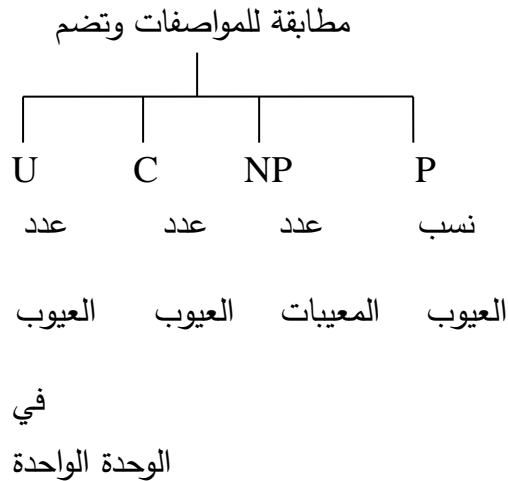 مطابقة للمواصفات وتضم
P NP C U
نسب عدد عدد عدد
العيوب المعيبات العيوب العيوب
في
الوحدة الواحدة